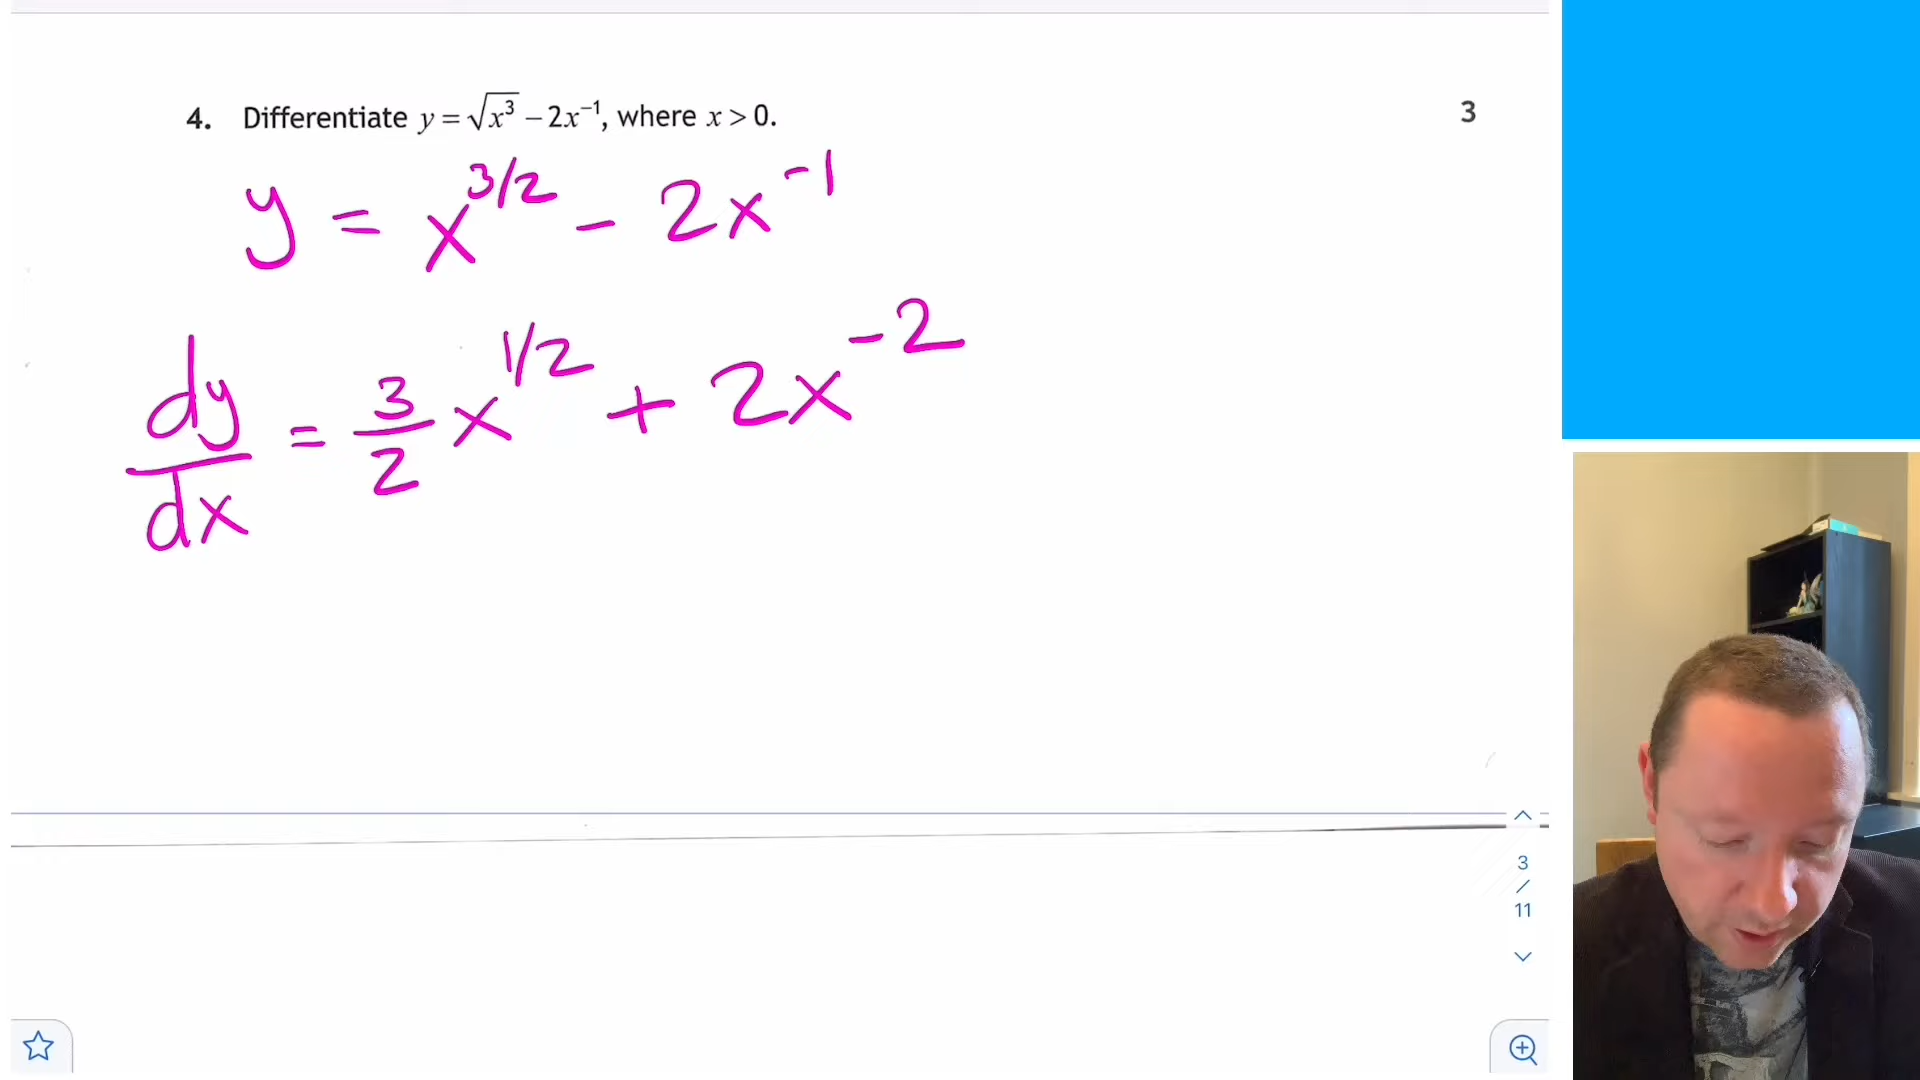 4. Differentiate y = √x³ − 2x⁻¹, where x > 0. 3
y = x^{3/2} − 2x⁻¹
dy/dx = 3/2 x^{1/2} + 2x⁻²
3
/
11